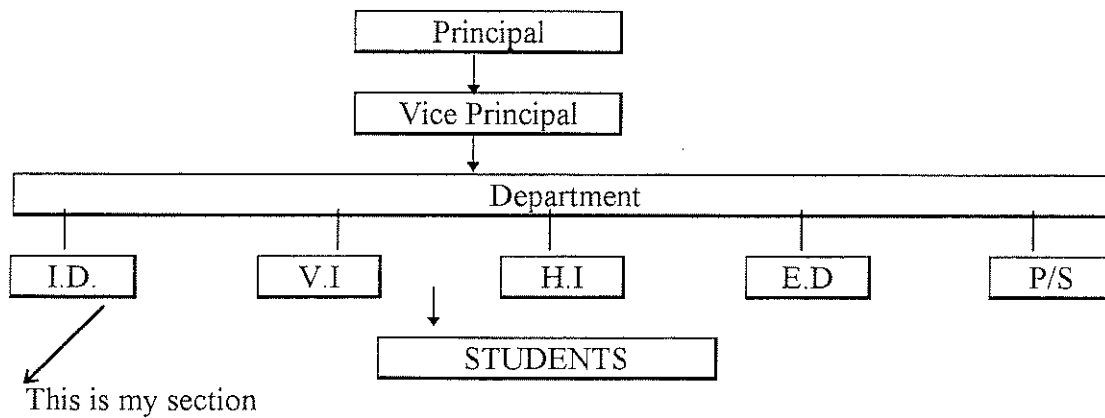 Principal
Vice Principal
Department
I.D. V.I H.I E.D P/S
STUDENTS
This is my section